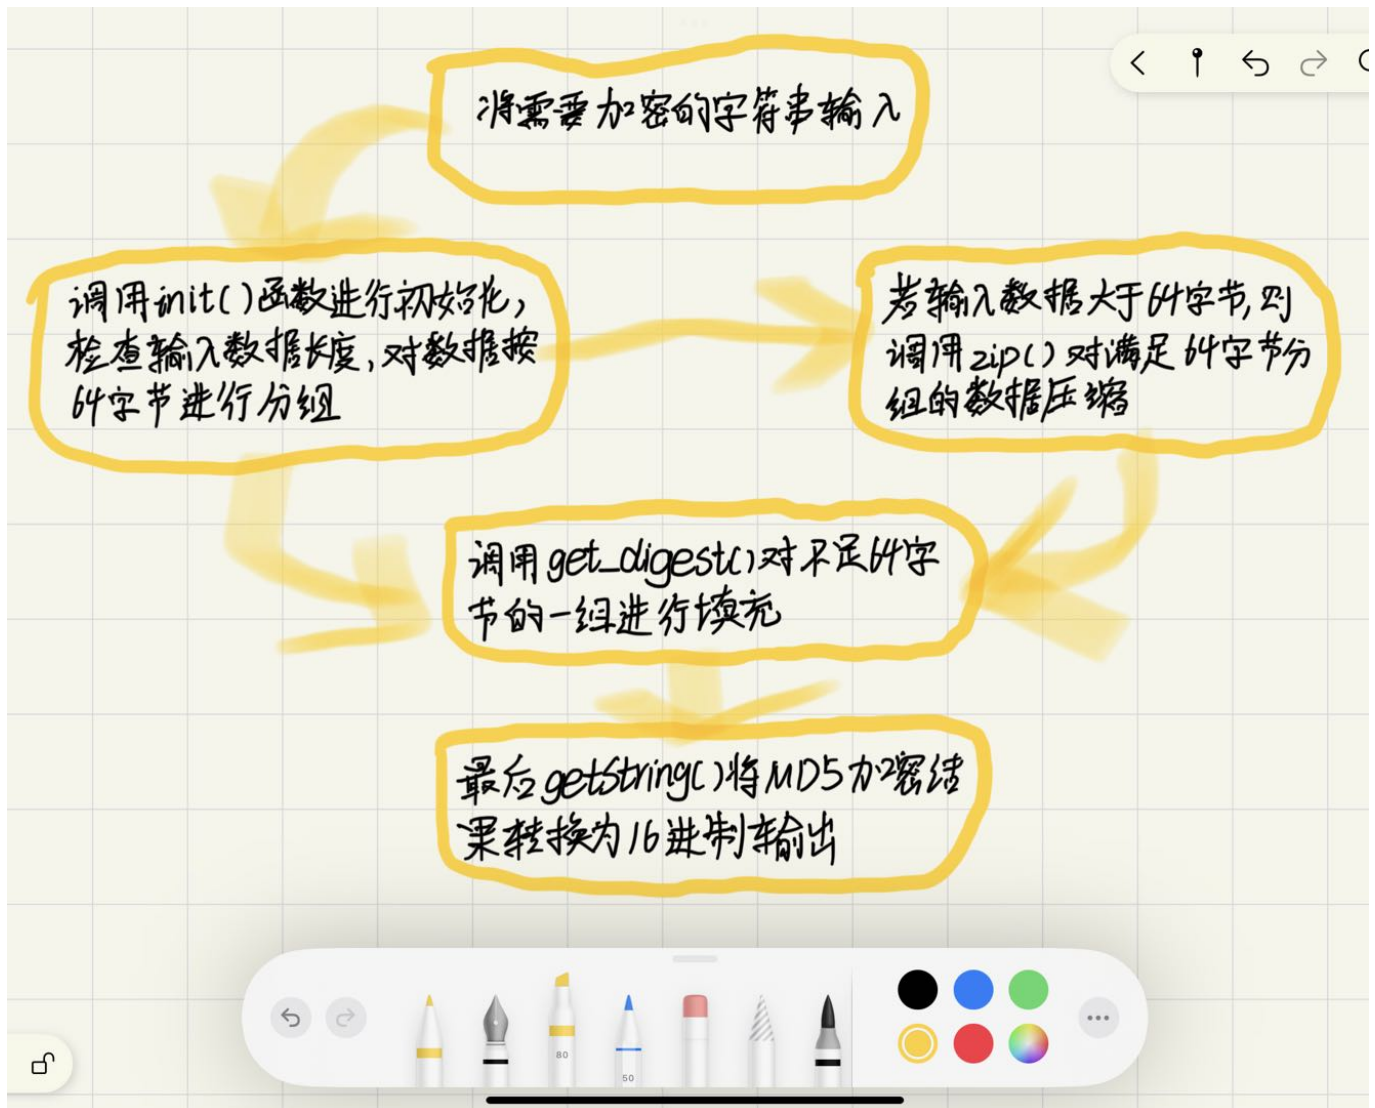 将需要加密的字符串输入
调用init()函数进行初始化，
检查输入数据长度，对数据按
64字节进行分组
若输入数据大于64字节，则
调用zip()对满足64字节分
组的数据压缩
调用get_digest()对不足64字
节的一组进行填充
最后getString()将MD5加密结
果转换为16进制输出
80
50